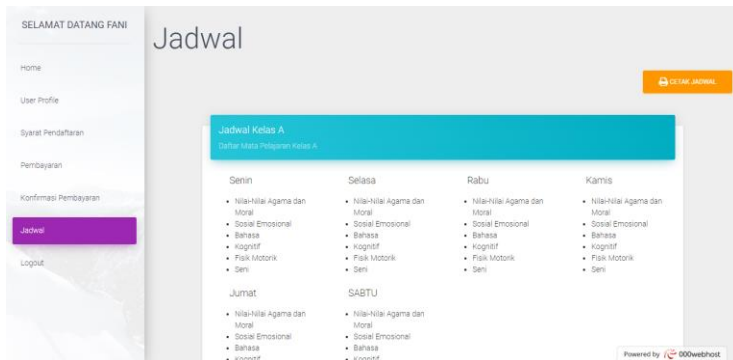 SELAMAT DATANG FANI
Home
User Profile
Syarat Pendaftaran
Pembayaran
Konfirmasi Pembayaran
Jadwal
Logout
Jadwal
CETAK JADWAL
Jadwal Kelas A
Daftar Mata Pelajaran Kelas A
Senin
Nilai-Nilai Agama dan
Moral
Sosial Emosional
Bahasa
Kognitif
Fisik Motorik
Seni
Selasa
Nilai-Nilai Agama dan
Moral
Sosial Emosional
Bahasa
Kognitif
Fisik Motorik
Seni
Rabu
Nilai-Nilai Agama dan
Moral
Sosial Emosional
Bahasa
Kognitif
Fisik Motorik
Seni
Kamis
Nilai-Nilai Agama dan
Moral
Sosial Emosional
Bahasa
Kognitif
Fisik Motorik
Seni
Jumat
Nilai-Nilai Agama dan
Moral
Sosial Emosional
Bahasa
Kognitif
SABTU
Nilai-Nilai Agama dan
Moral
Sosial Emosional
Bahasa
Kognitif
Powered by 000webhost